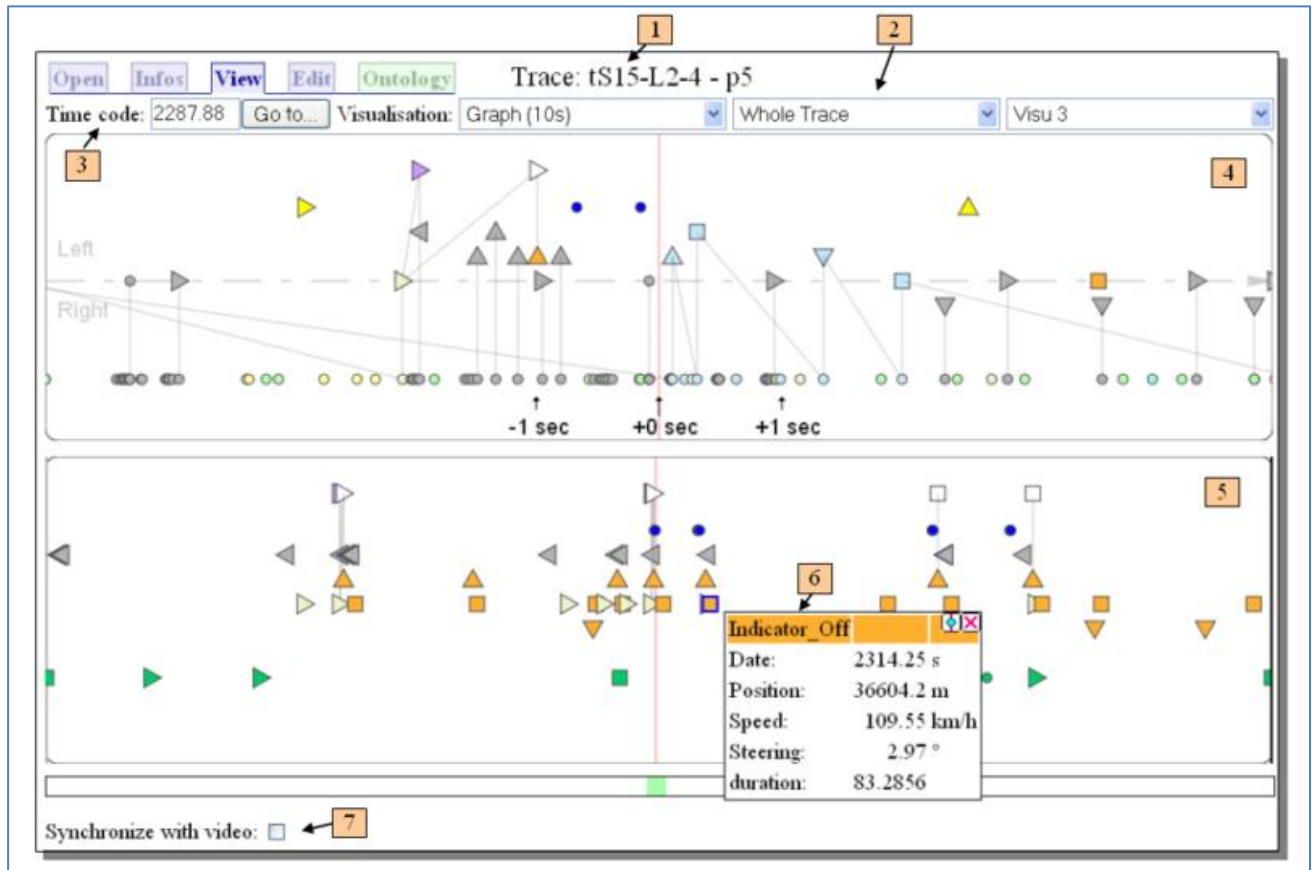 1
2
Open Infos View Edit Ontology Trace: tS15-L2-4 - p5
Time code: 2287.88 Go to... Visualisation: Graph (10s) Whole Trace Visu 3
3
4
Left
Right
-1 sec +0 sec +1 sec
5
6
Indicator_Off
Date: 2314.25 s
Position: 36604.2 m
Speed: 109.55 km/h
Steering: 2.97 °
duration: 83.2856
Synchronize with video: 7